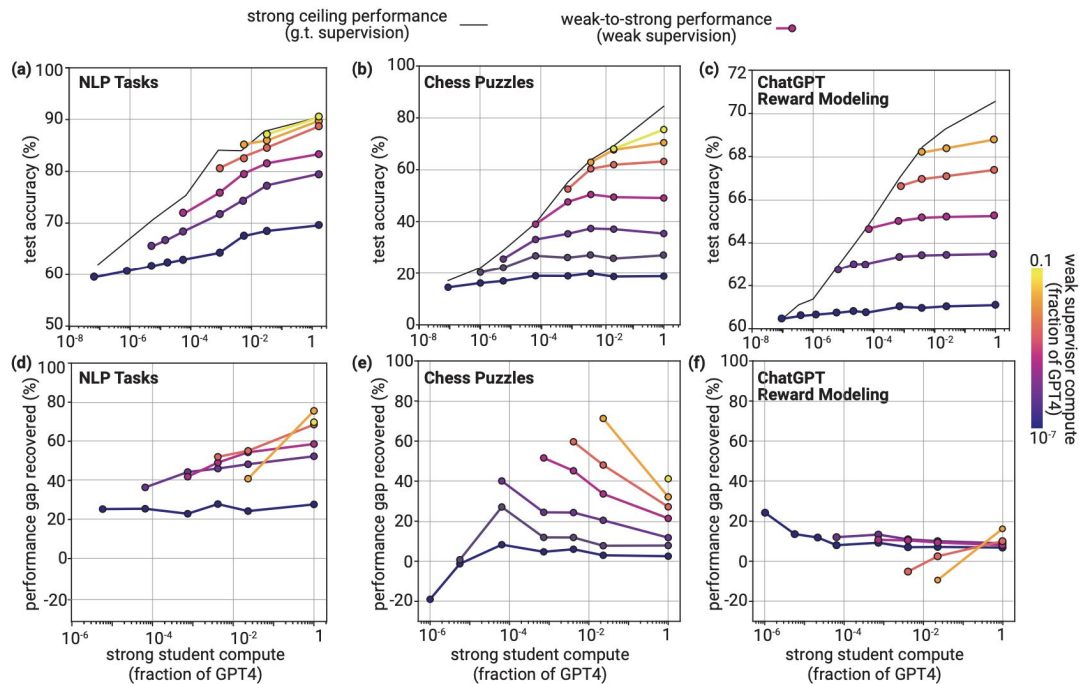 strong ceiling performance
(g.t. supervision)
weak-to-strong performance
(weak supervision)
(a)
NLP Tasks
test accuracy (%)
100
90
80
70
60
50
10⁻⁸
10⁻⁶
10⁻⁴
10⁻²
1
(b)
Chess Puzzles
test accuracy (%)
100
80
60
40
20
0
10⁻⁸
10⁻⁶
10⁻⁴
10⁻²
1
(c)
ChatGPT
Reward Modeling
test accuracy (%)
72
70
68
66
64
62
60
10⁻⁸
10⁻⁶
10⁻⁴
10⁻²
1
0.1
10⁻⁷
weak supervisor compute
(fraction of GPT4)
(d)
NLP Tasks
performance gap recovered (%)
100
80
60
40
20
0
-20
10⁻⁶
10⁻⁴
10⁻²
1
strong student compute
(fraction of GPT4)
(e)
Chess Puzzles
performance gap recovered (%)
100
80
60
40
20
0
-20
10⁻⁶
10⁻⁴
10⁻²
1
strong student compute
(fraction of GPT4)
(f)
ChatGPT
Reward Modeling
performance gap recovered (%)
100
80
60
40
20
0
-20
10⁻⁶
10⁻⁴
10⁻²
1
strong student compute
(fraction of GPT4)